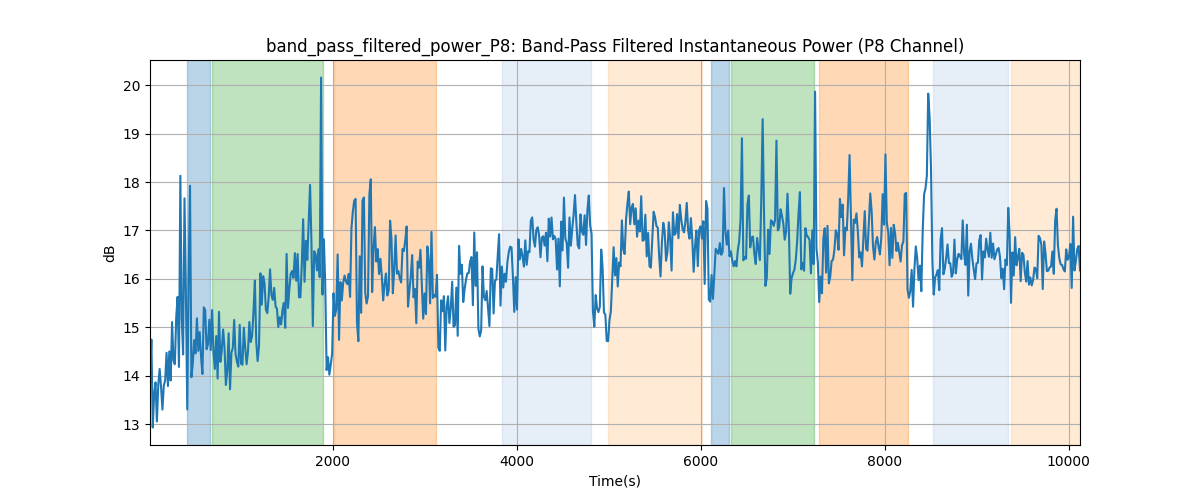 band_pass_filtered_power_P8: Band-Pass Filtered Instantaneous Power (P8 Channel)
20
19
18
17
16
15
14
13
dB
2000 4000 6000 8000 10000
Time(s)